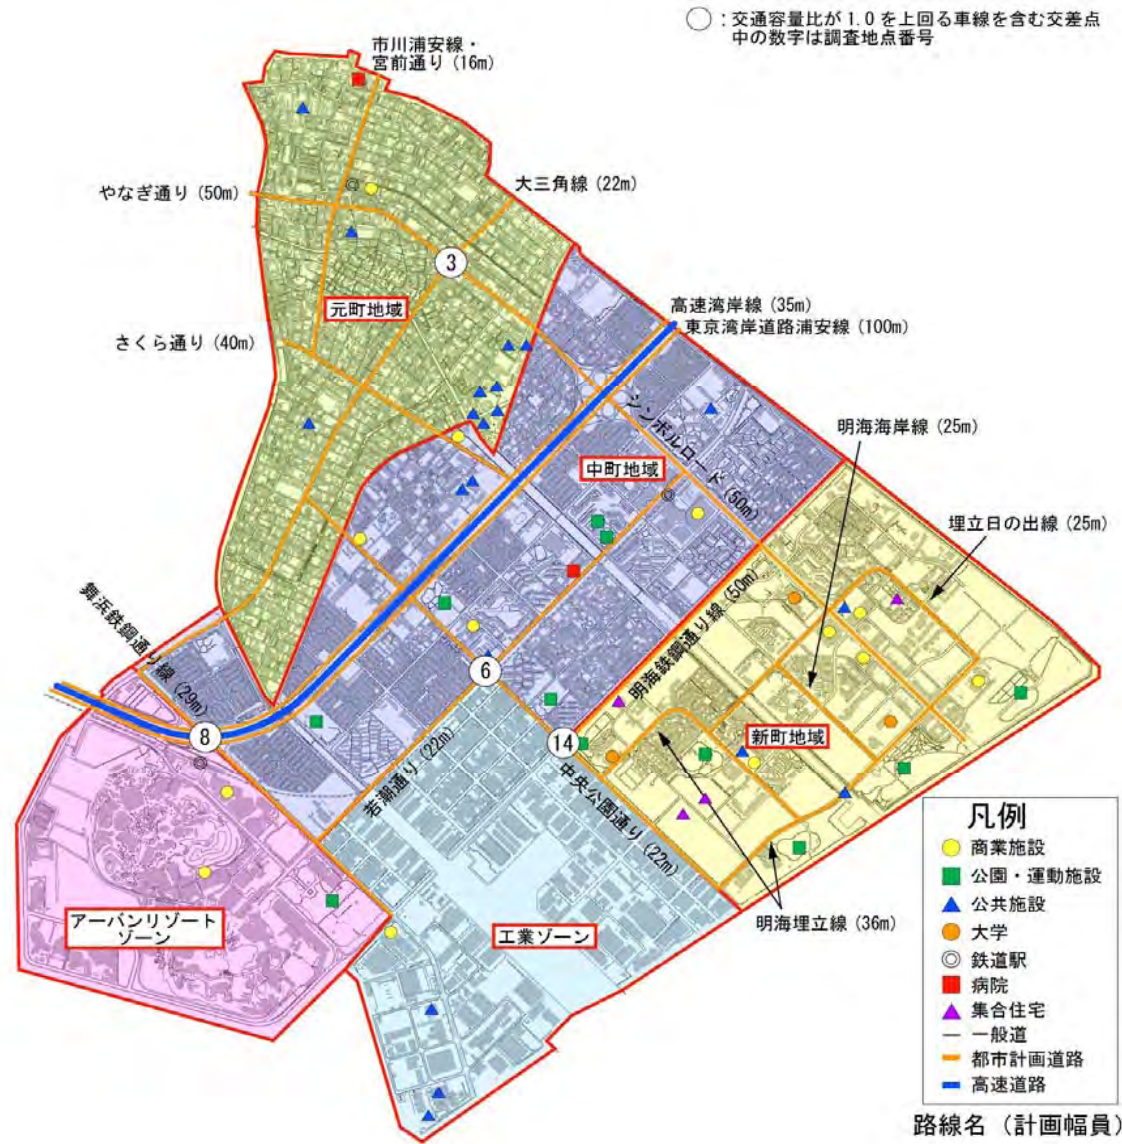 ○：交通容量比が1.0を上回る車線を含む交差点
中の数字は調査地点番号
市川浦安線・
宮前通り (16m)
やなぎ通り (50m)
大三角線 (22m)
3
元町地域
高速湾岸線 (35m)
東京湾岸道路浦安線 (100m)
さくら通り (40m)
シンボルロード (50m)
明海海岸線 (25m)
中町地域
埋立日の出線 (25m)
舞浜鉄鋼通り線 (29m)
明海鉄鋼通り線 (50m)
6
8
14
新町地域
若潮通り (22m)
中央公園通り (22m)
アーバンリゾート
ゾーン
工業ゾーン
明海埋立線 (36m)
凡例
商業施設
公園・運動施設
公共施設
大学
鉄道駅
病院
集合住宅
一般道
都市計画道路
高速道路
路線名（計画幅員）